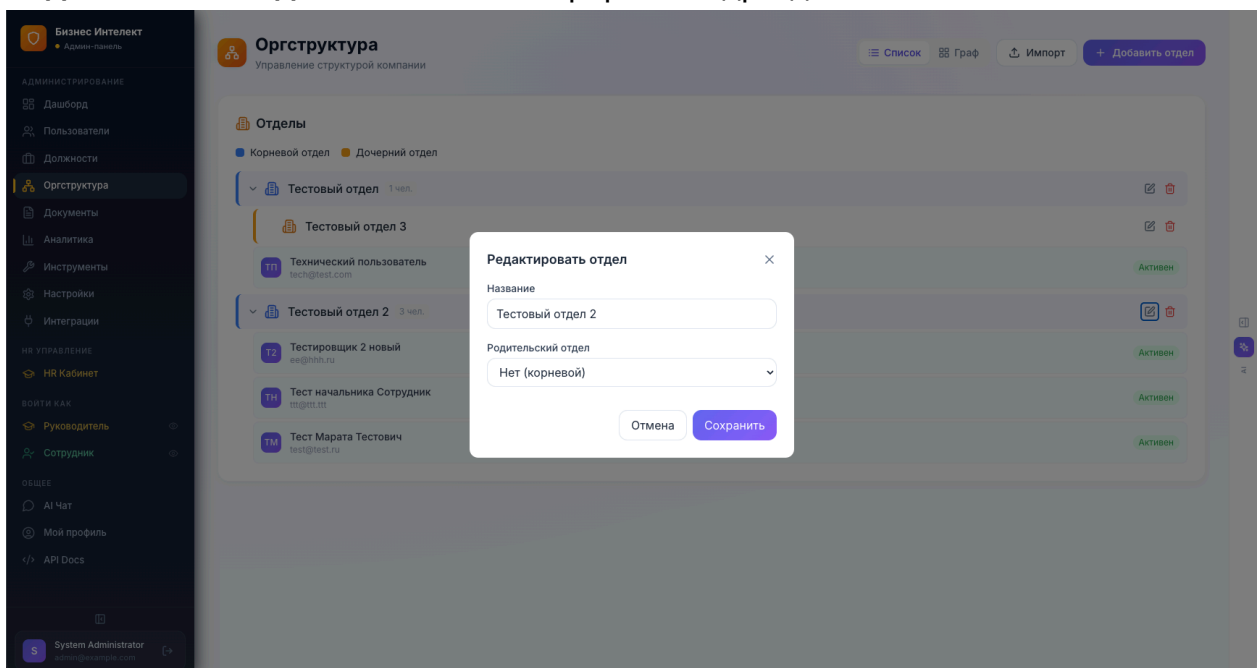 Бизнес Интелект
Админ-панель
АДМИНИСТРИРОВАНИЕ
Дашборд
Пользователи
Должности
Оргструктура
Документы
Аналитика
Инструменты
Настройки
Интеграции
HR УПРАВЛЕНИЕ
HR Кабинет
ВОЙТИ КАК
Руководитель
Сотрудник
ОБЩЕЕ
AI Чат
Мой профиль
API Docs
System Administrator
admin@example.com
Оргструктура
Управление структурой компании
Список
Граф
Импорт
+ Добавить отдел
Отделы
Корневой отдел
Дочерний отдел
Тестовый отдел 1 чел.
Тестовый отдел 3
ТП Технический пользователь
tech@test.com
Активен
Тестовый отдел 2 3 чел.
Т2 Тестировщик 2 новый
ee@hhh.ru
Активен
ТН Тест начальника Сотрудник
ttt@ttt.ttt
Активен
ТМ Тест Марата Тестович
test@test.ru
Активен
Редактировать отдел
Название
Тестовый отдел 2
Родительский отдел
Нет (корневой)
Отмена
Сохранить
AI
S